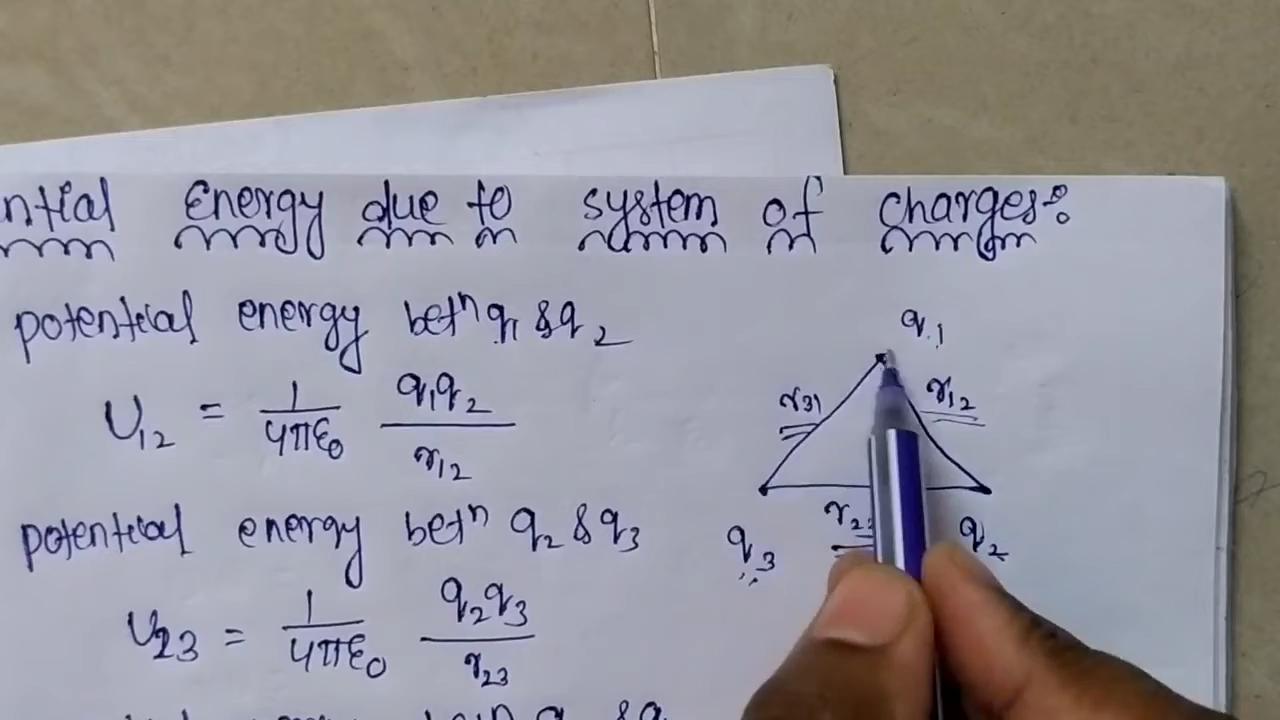 ntial Energy due to system of charges:
potential energy betⁿ q1 & q2
U12 = 1/4πε0 q1q2/r12
potential energy betⁿ q2 & q3
U23 = 1/4πε0 q2q3/r23
q1
r31
r12
q3
q2